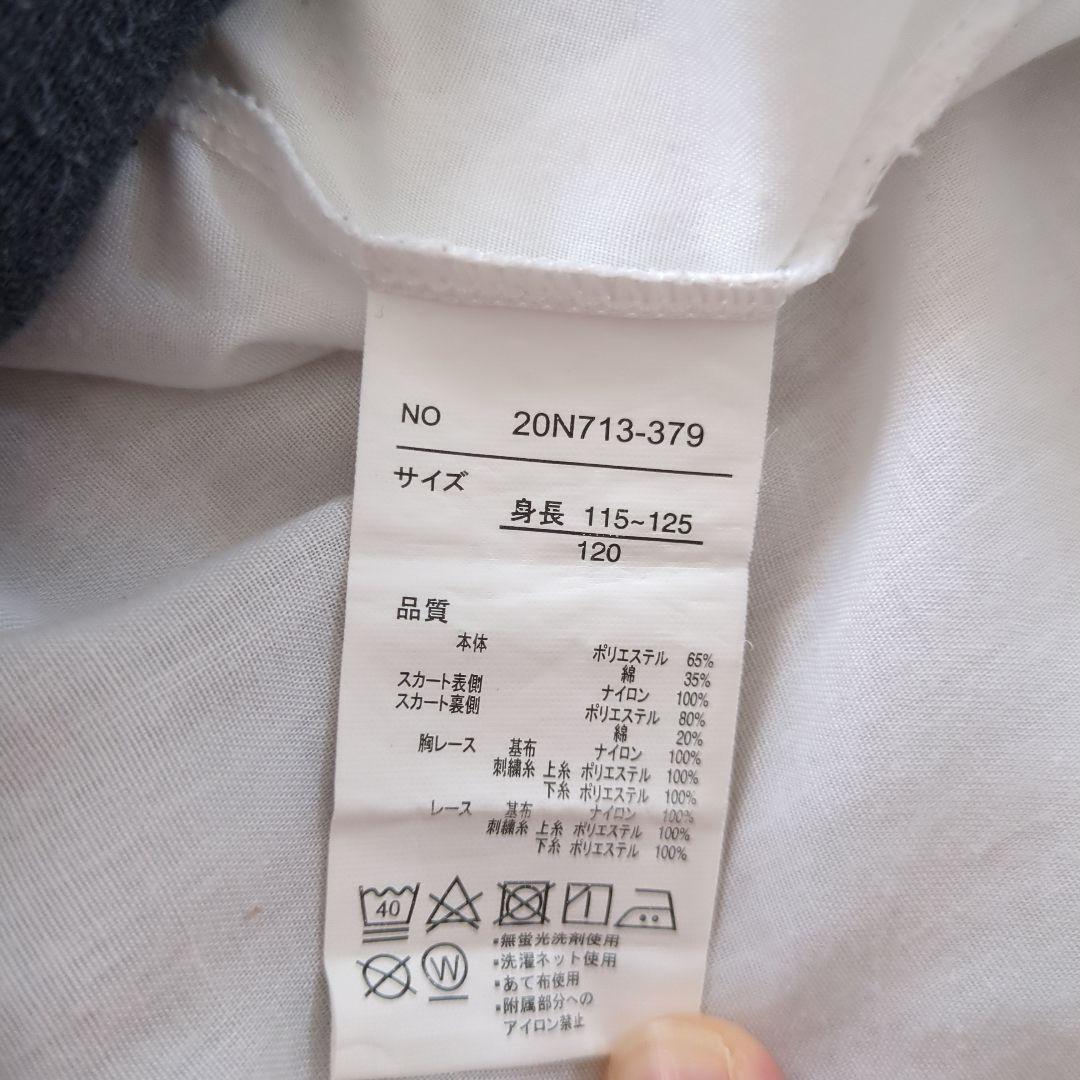 NO 20N713-379
サイズ
身長 115~125
120
品質
本体 ポリエステル 65%
綿 35%
スカート表側 ナイロン 100%
スカート裏側 ポリエステル 80%
綿 20%
胸レース 基布 ナイロン 100%
刺繍糸 上糸 ポリエステル 100%
下糸 ポリエステル 100%
レース 基布 ナイロン 100%
刺繍糸 上糸 ポリエステル 100%
下糸 ポリエステル 100%
40
W
・無蛍光洗剤使用
・洗濯ネット使用
・あて布使用
・附属部分への
アイロン禁止